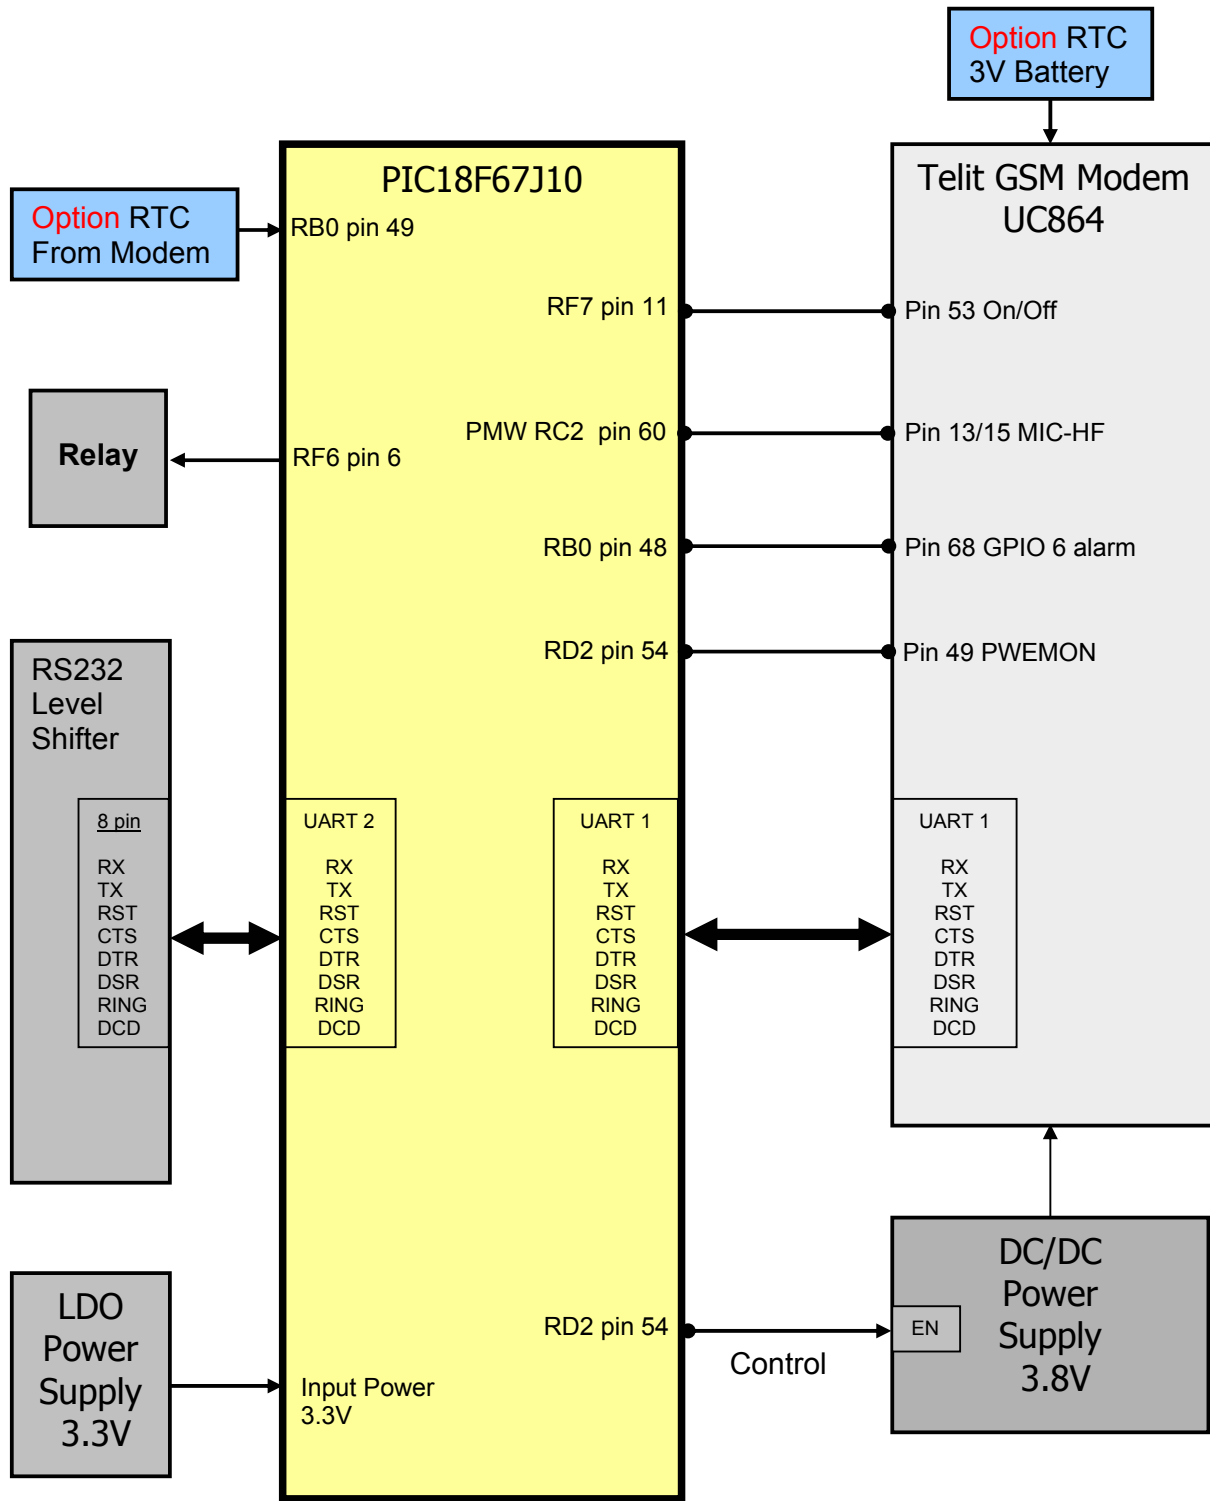 Option RTC
3V Battery
PIC18F67J10
Telit GSM Modem
UC864
Option RTC
From Modem
RB0 pin 49
RF7 pin 11
Pin 53 On/Off
Relay
RF6 pin 6
PMW RC2 pin 60
Pin 13/15 MIC-HF
RB0 pin 48
Pin 68 GPIO 6 alarm
RD2 pin 54
Pin 49 PWEMON
RS232
Level
Shifter
8 pin
RX
TX
RST
CTS
DTR
DSR
RING
DCD
UART 2
RX
TX
RST
CTS
DTR
DSR
RING
DCD
UART 1
RX
TX
RST
CTS
DTR
DSR
RING
DCD
UART 1
RX
TX
RST
CTS
DTR
DSR
RING
DCD
LDO
Power
Supply
3.3V
Input Power
3.3V
RD2 pin 54
Control
EN
DC/DC
Power
Supply
3.8V